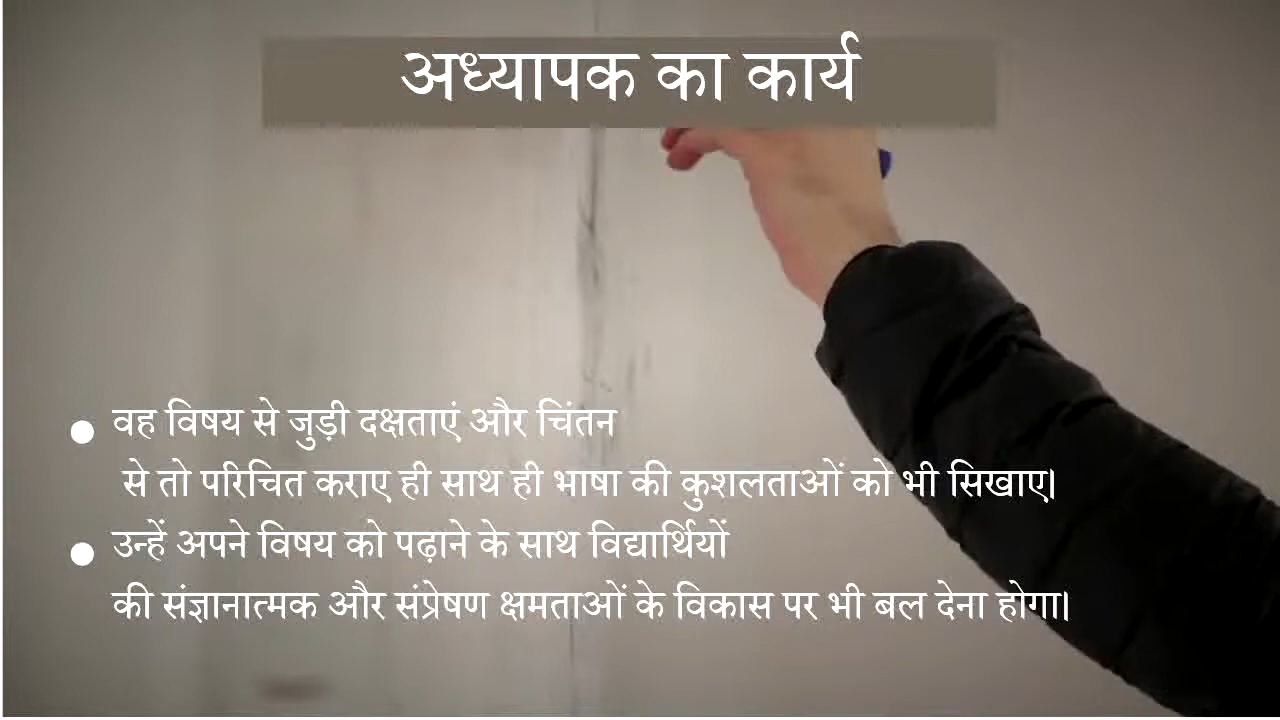 अध्यापक का कार्य
● वह विषय से जुड़ी दक्षताएं और चिंतन
से तो परिचित कराए ही साथ ही भाषा की कुशलताओं को भी सिखाए।
● उन्हें अपने विषय को पढ़ाने के साथ विद्यार्थियों
की संज्ञानात्मक और संप्रेषण क्षमताओं के विकास पर भी बल देना होगा।